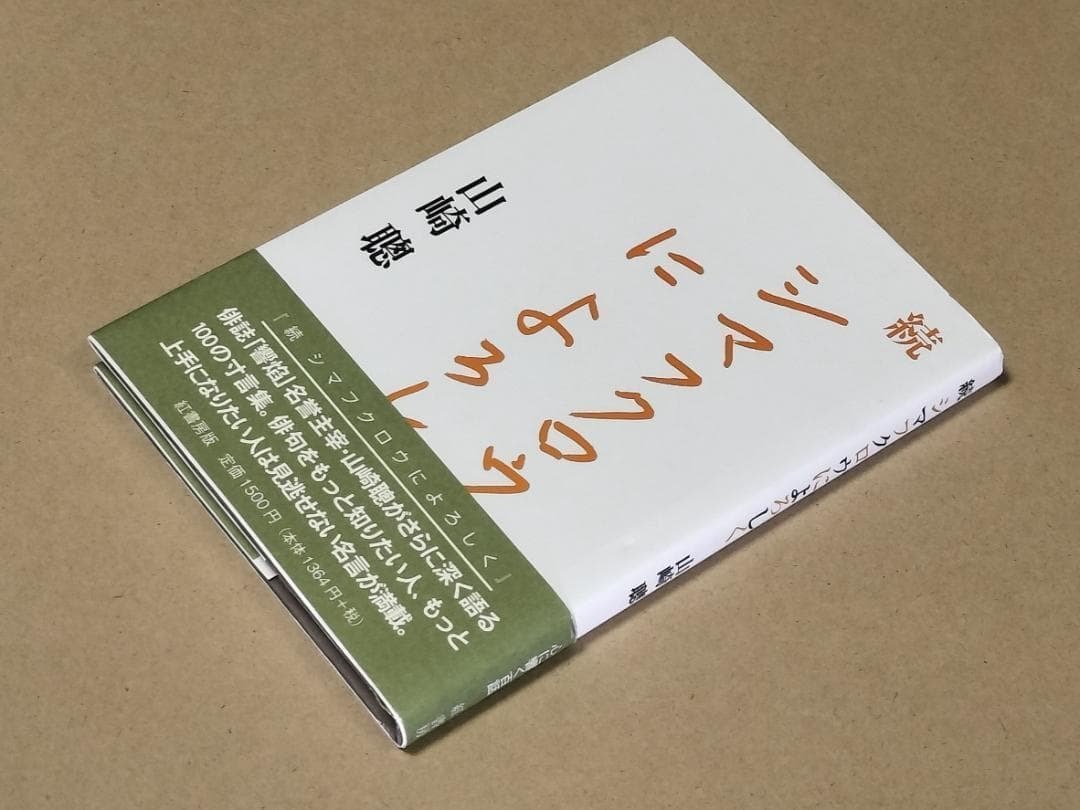 続
シマフクロウ
によろしく
山崎 聰
『続 シマフクロウによろしく』
俳誌「響焰」名誉主宰・山崎聰がさらに深く語る
100の寸言集。俳句をもっと知りたい人、もっと
上手になりたい人は見逃せない名言が満載。
紅書房版 定価1500円（本体1364円+税）
続 シマフクロウによろしく 山崎 聰
心に響く百話